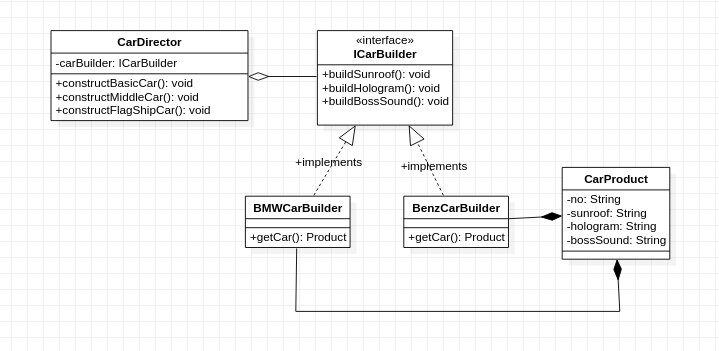 CarDirector
-carBuilder: ICarBuilder
+constructBasicCar(): void
+constructMiddleCar(): void
+constructFlagShipCar(): void
«interface»
ICarBuilder
+buildSunroof(): void
+buildHologram(): void
+buildBossSound(): void
+implements
+implements
BMWCarBuilder
+getCar(): Product
BenzCarBuilder
+getCar(): Product
CarProduct
-no: String
-sunroof: String
-hologram: String
-bossSound: String